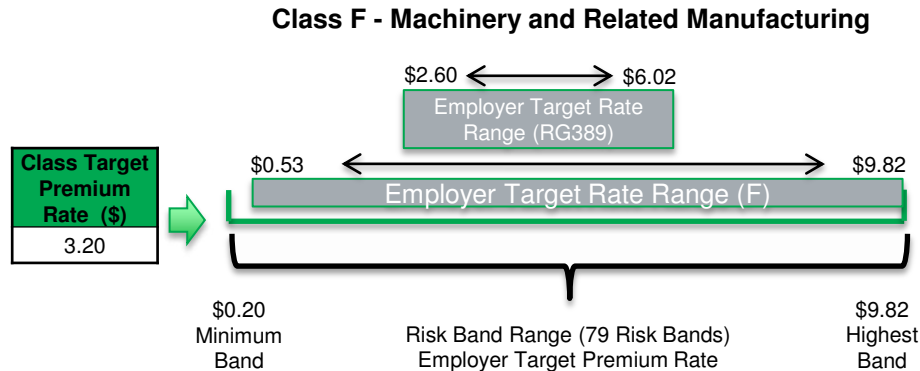 Class F - Machinery and Related Manufacturing
$2.60
$6.02
Employer Target Rate
Range (RG389)
$0.53
$9.82
Employer Target Rate Range (F)
Class Target
Premium
Rate ($)
3.20
$0.20
Minimum
Band
Risk Band Range (79 Risk Bands)
Employer Target Premium Rate
$9.82
Highest
Band